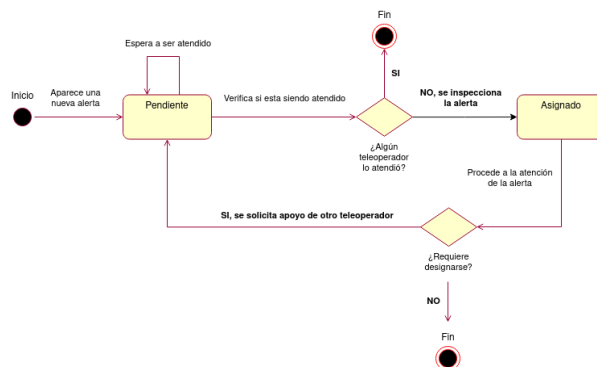 Fin
Espera a ser atendido
Inicio
Aparece una
nueva alerta
Pendiente
Verifica si esta siendo atendido
SI
NO, se inspecciona
la alerta
Asignado
¿Algún
teleoperador
lo atendió?
Procede a la atención
de la alerta
SI, se solicita apoyo de otro teleoperador
¿Requiere
designarse?
NO
Fin